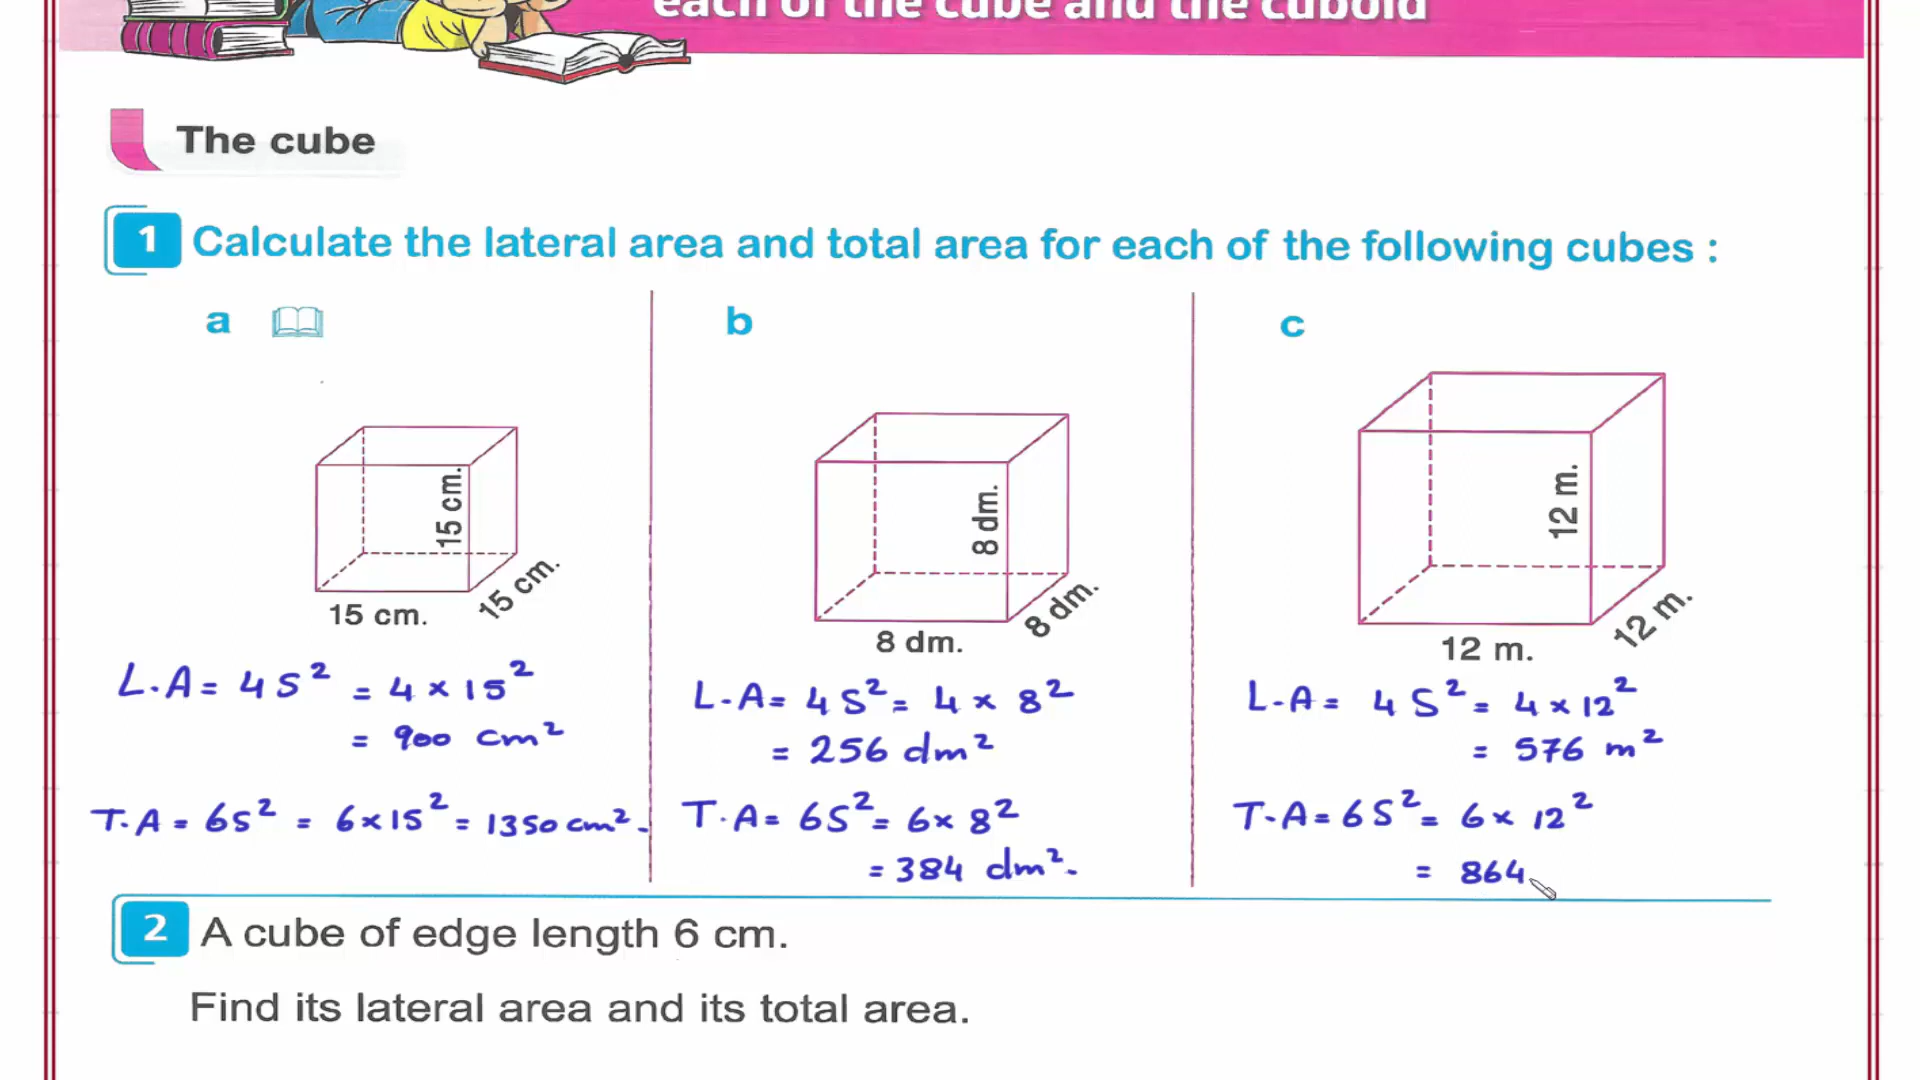 each of the cube and the cuboid
The cube
1 Calculate the lateral area and total area for each of the following cubes :
a
15 cm.
15 cm.
15 cm.
L.A = 4S² = 4 × 15²
= 900 cm²
T.A = 6S² = 6×15² = 1350 cm².
b
8 dm.
8 dm.
8 dm.
L.A = 4S² = 4 × 8²
= 256 dm²
T.A = 6S² = 6× 8²
= 384 dm².
c
12 m.
12 m.
12 m.
L.A = 4S² = 4×12²
= 576 m²
T.A = 6S² = 6× 12²
= 864
2 A cube of edge length 6 cm.
Find its lateral area and its total area.